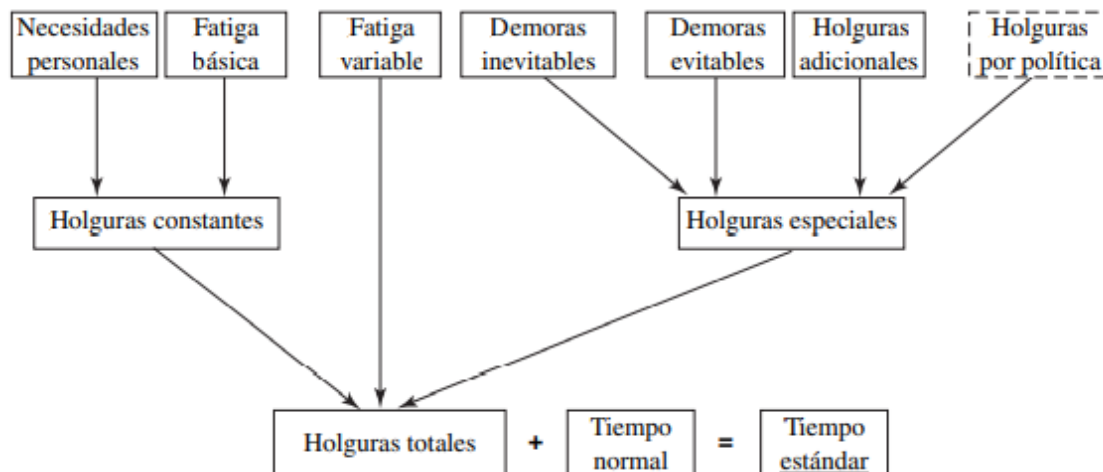 Necesidades
personales
Fatiga
básica
Fatiga
variable
Demoras
inevitables
Demoras
evitables
Holguras
adicionales
Holguras
por política
Holguras constantes
Holguras especiales
Holguras totales
+
Tiempo
normal
=
Tiempo
estándar